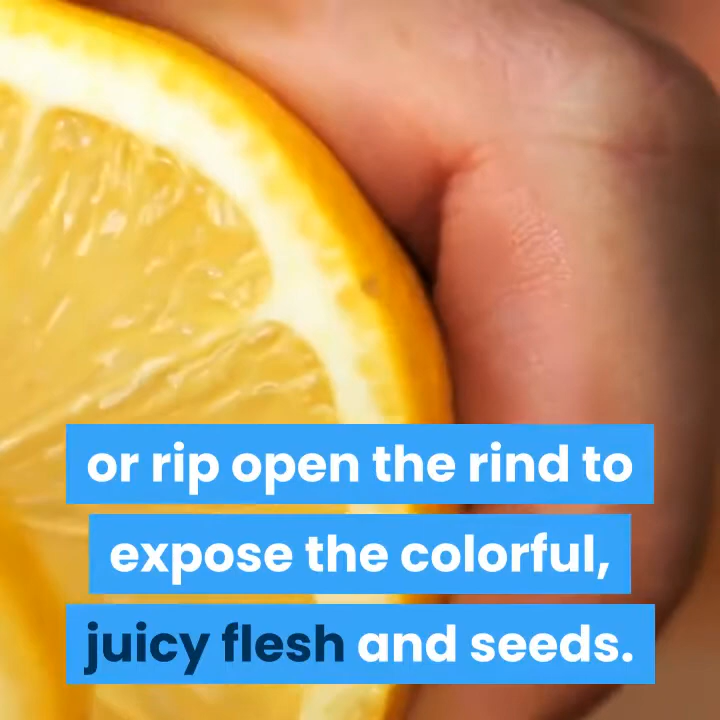 or rip open the rind to
expose the colorful,
juicy flesh and seeds.